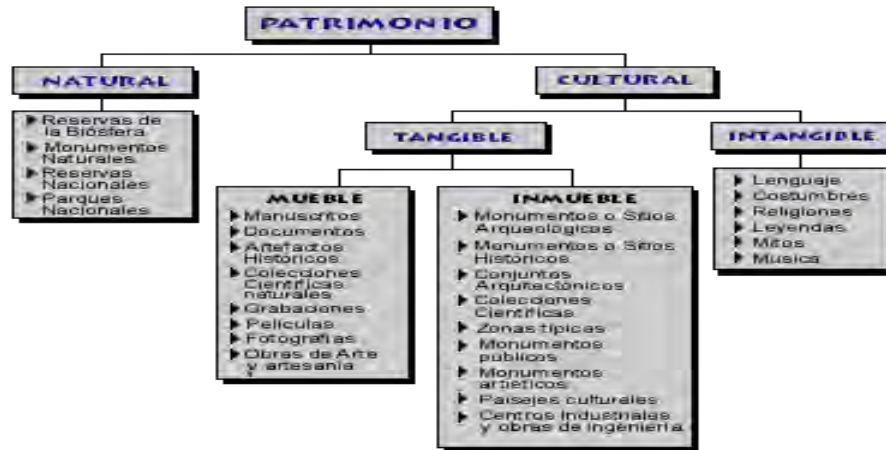 PATRIMONIO
NATURAL
CULTURAL
Reservas de
la Biósfera
Monumentos
Naturales
Reservas
Nacionales
Parques
Nacionales
TANGIBLE
INTANGIBLE
MUEBLE
Manuscritos
Documentos
Artefactos
Históricos
Colecciones
Científicas
naturales
Grabaciones
Películas
Fotografías
Obras de Arte
y artesanía
INMUEBLE
Monumentos o Sitios
Arqueológicos
Monumentos o Sitios
Históricos
Conjuntos
Arquitectónicos
Colecciones
Científicas
Zonas típicas
Monumentos
públicos
Monumentos
artísticos
Paisajes culturales
Centros Industriales
y obras de ingeniería
Lenguaje
Costumbres
Religiones
Leyendas
Mitos
Música